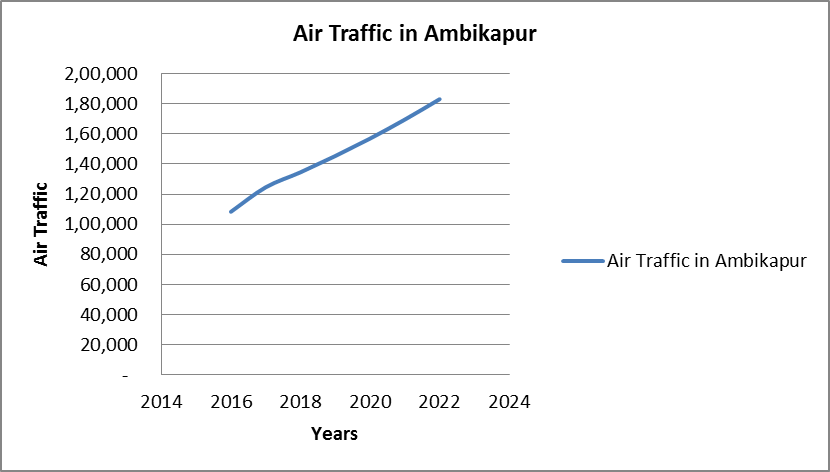 Air Traffic in Ambikapur
Air Traffic
2,00,000
1,80,000
1,60,000
1,40,000
1,20,000
1,00,000
80,000
60,000
40,000
20,000
-
2014 2016 2018 2020 2022 2024
Years
Air Traffic in Ambikapur